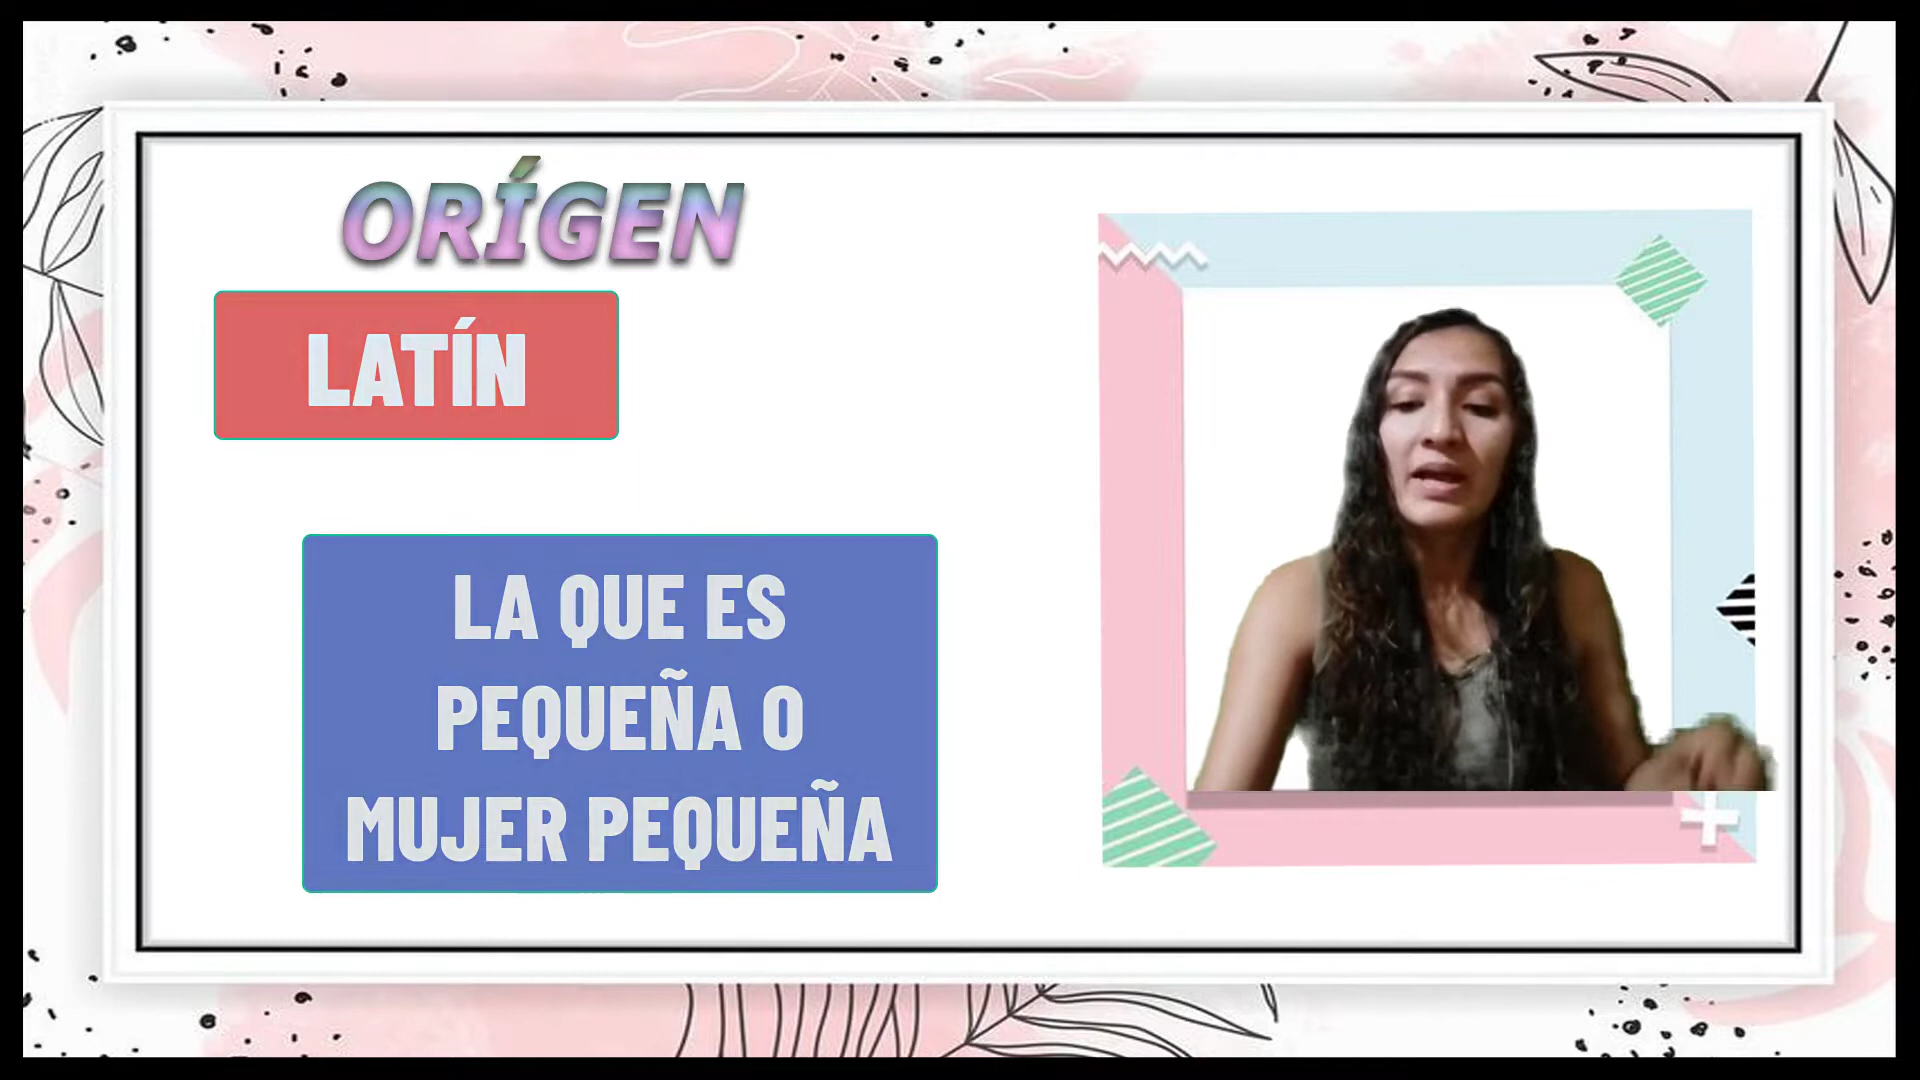 ORÍGEN
LATÍN
LA QUE ES
PEQUEÑA O
MUJER PEQUEÑA